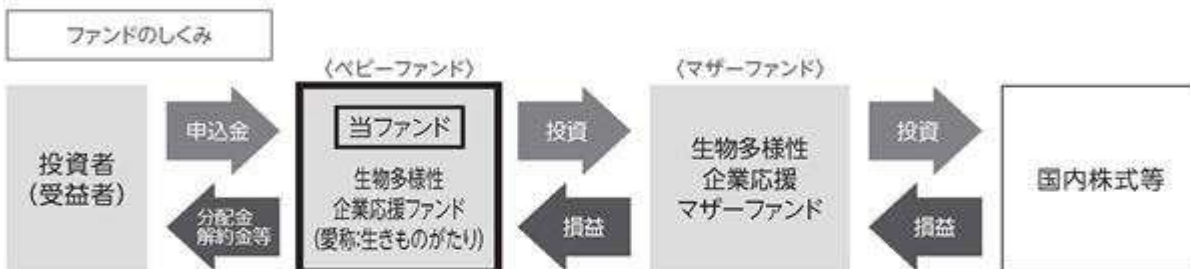 ファンドのしくみ
〈ベビーファンド〉
〈マザーファンド〉
投資者
(受益者)
申込金
分配金
解約金等
当ファンド
生物多様性
企業応援ファンド
(愛称:生きものがたり)
投資
損益
生物多様性
企業応援
マザーファンド
投資
損益
国内株式等